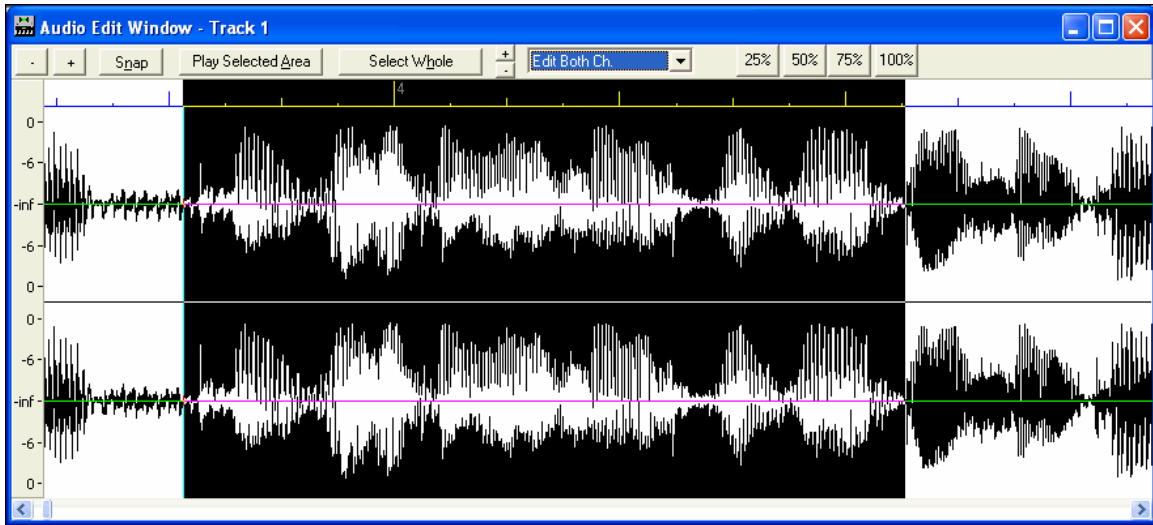 Audio Edit Window - Track 1
- + Snap Play Selected Area Select Whole + - Edit Both Ch. 25% 50% 75% 100%
4
0
-6
-inf
-6
0
0
-6
-inf
-6
0